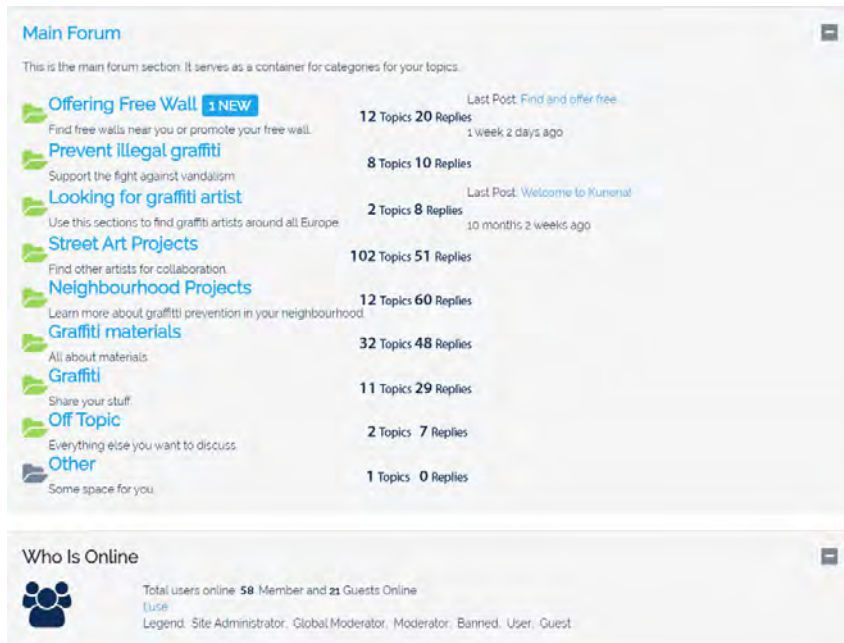 Main Forum
This is the main forum section. It serves as a container for categories for your topics.
Offering Free Wall 1 NEW
Find free walls near you or promote your free wall.
12 Topics 20 Replies
Last Post: Find and offer free ...
1 week 2 days ago
Prevent illegal graffiti
Support the fight against vandalism
8 Topics 10 Replies
Looking for graffiti artist
Use this sections to find graffiti artists around all Europe.
2 Topics 8 Replies
Last Post: Welcome to Kunena!
10 months 2 weeks ago
Street Art Projects
Find other artists for collaboration.
102 Topics 51 Replies
Neighbourhood Projects
Learn more about graffitti prevention in your neighbourhood.
12 Topics 60 Replies
Graffiti materials
All about materials
32 Topics 48 Replies
Graffiti
Share your stuff.
11 Topics 29 Replies
Off Topic
Everything else you want to discuss.
2 Topics 7 Replies
Other
Some space for you.
1 Topics 0 Replies
Who Is Online
Total users online 58 Member and 21 Guests Online
Legend: Site Administrator, Global Moderator, Moderator, Banned, User, Guest